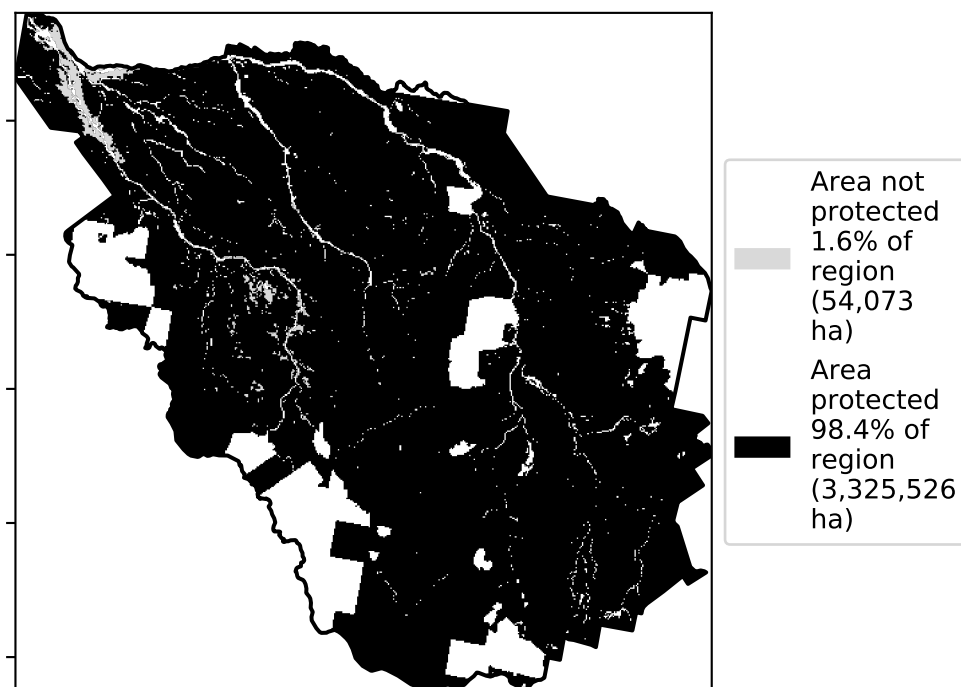 Area not
protected
1.6% of
region
(54,073
ha)
Area
protected
98.4% of
region
(3,325,526
ha)